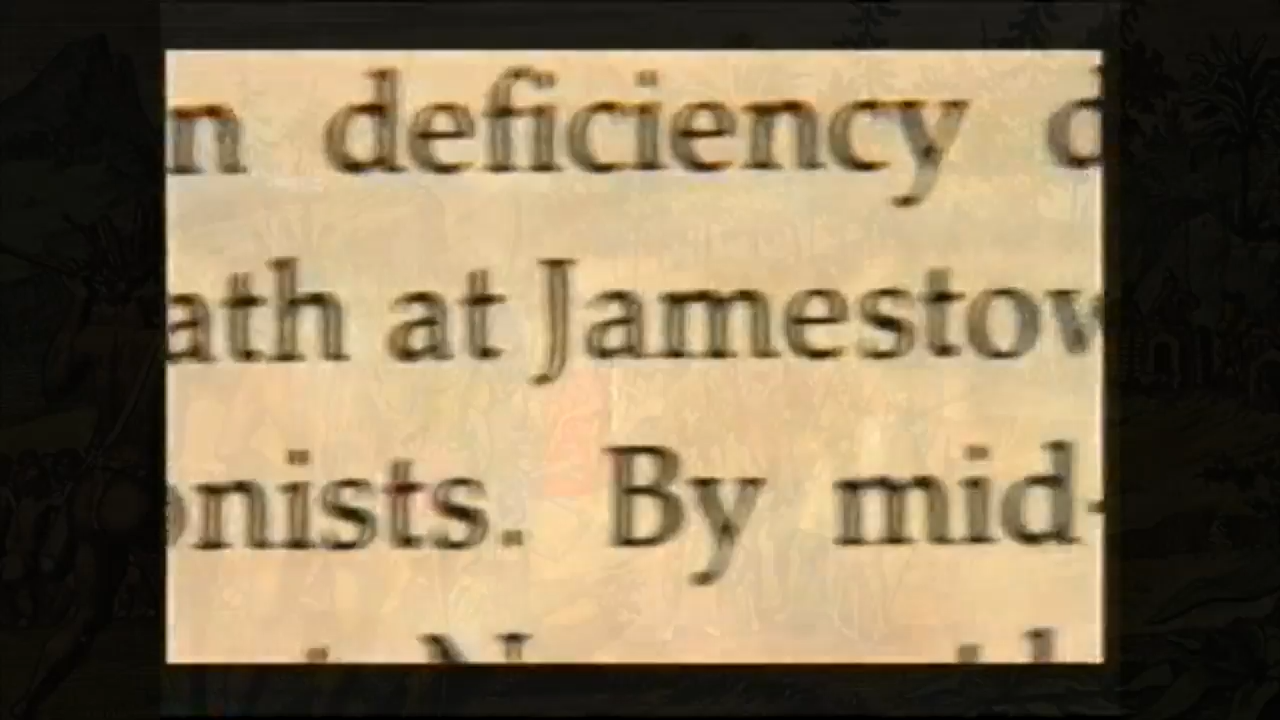 n deficiency d
ath at Jamestow
onists. By mid-